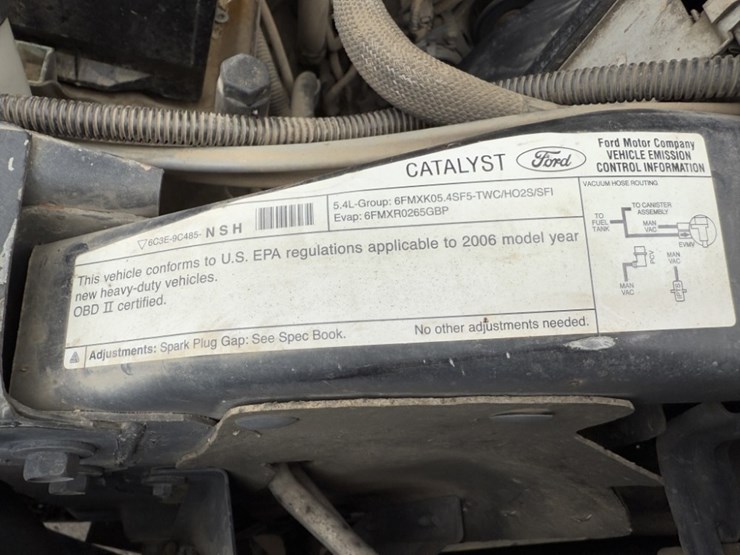 CATALYST
Ford
Ford Motor Company
VEHICLE EMISSION
CONTROL INFORMATION
6C3E-9C485- NSH
5.4L-Group: 6FMXK05.4SF5-TWC/HO2S/SFI
Evap: 6FMXR0265GBP
This vehicle conforms to U.S. EPA regulations applicable to 2006 model year
new heavy-duty vehicles.
OBD II certified.
Adjustments: Spark Plug Gap: See Spec Book.
No other adjustments needed.
VACUUM HOSE ROUTING
TO CANISTER
ASSEMBLY
TO
FUEL
TANK
MAN
VAC
EVMV
PCV
MAN
VAC
MAN
VAC